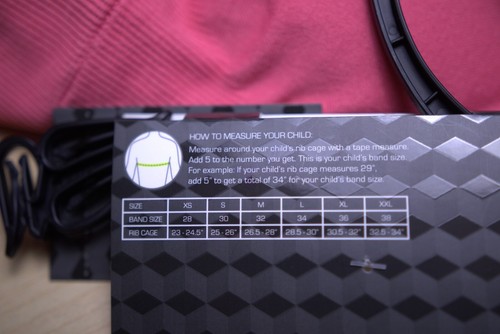 HOW TO MEASURE YOUR CHILD:
Measure around your child's rib cage with a tape measure.
Add 5 to the number you get. This is your child's band size.
For example: If your child's rib cage measures 29",
add 5" to get a total of 34" for your child's band size.
SIZE XS S M L XL XXL
BAND SIZE 28 30 32 34 36 38
RIB CAGE 23 - 24.5" 25 - 26" 26.5 - 28" 28.5 - 30" 30.5 - 32" 32.5 - 34"